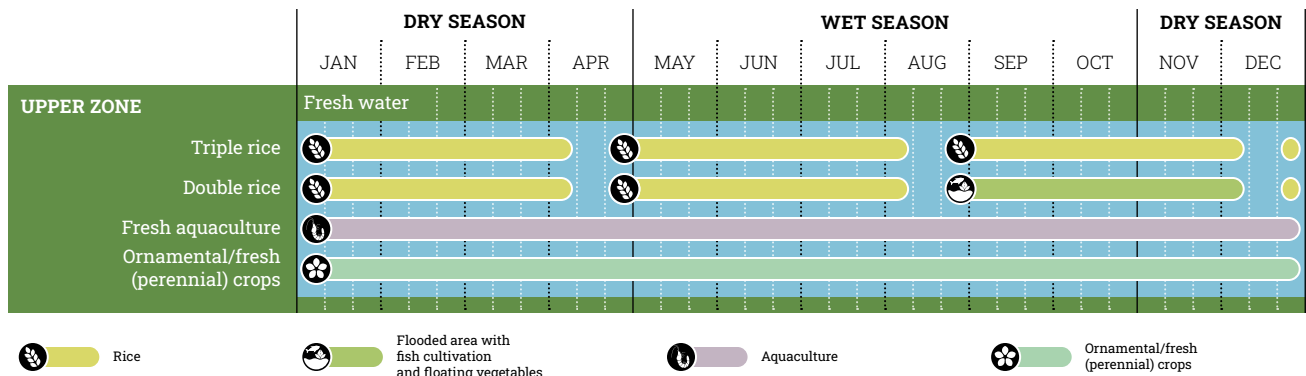 DRY SEASON WET SEASON DRY SEASON
JAN FEB MAR APR MAY JUN JUL AUG SEP OCT NOV DEC
UPPER ZONE Fresh water
Triple rice
Double rice
Fresh aquaculture
Ornamental/fresh
(perennial) crops
Rice
Flooded area with
fish cultivation
and floating vegetables
Aquaculture
Ornamental/fresh
(perennial) crops